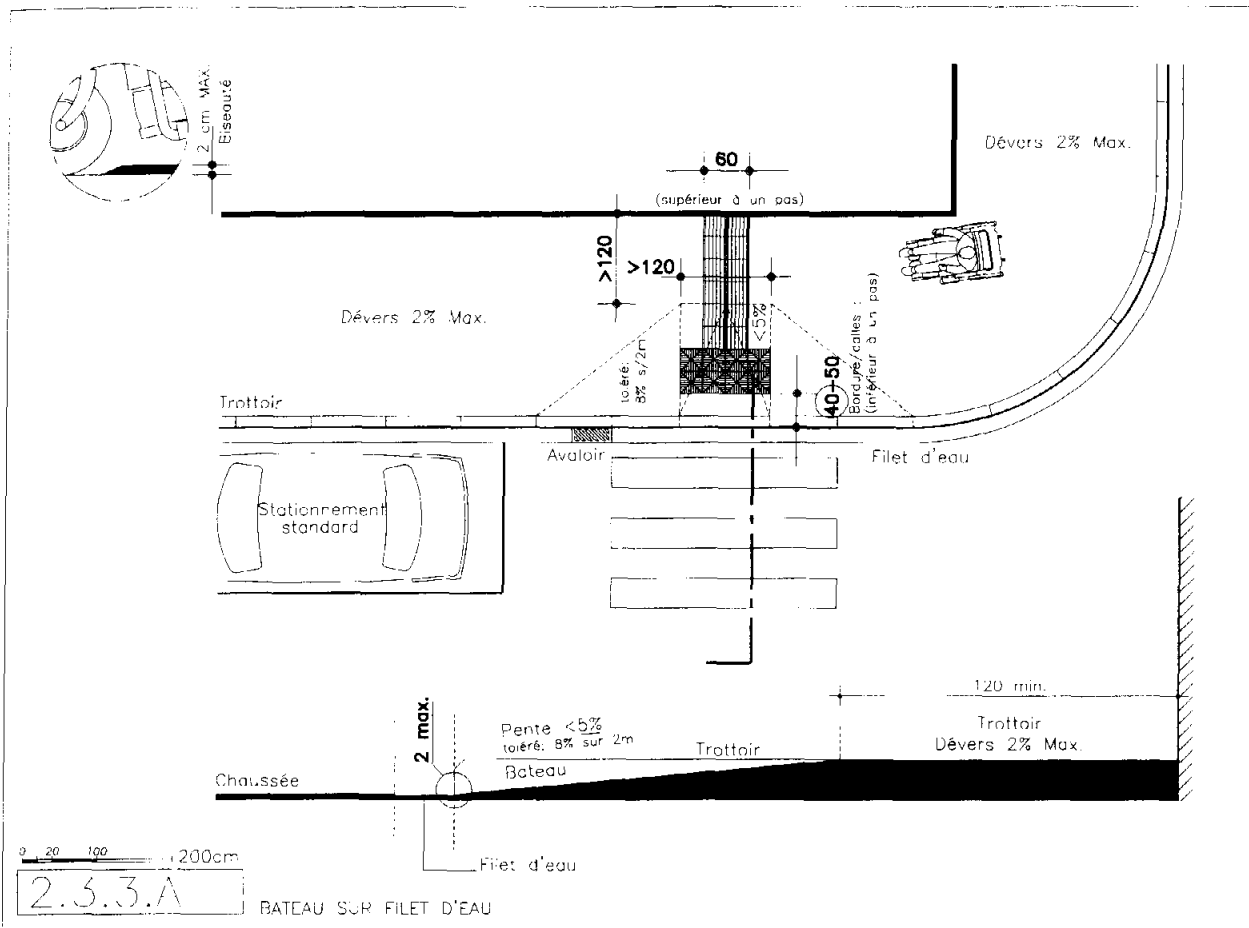 2 cm MAX.
Biseauté
60
(supérieur à un pas)
Dévers 2% Max.
>120
>120
Dévers 2% Max.
<5%
toléré:
8% s/2m
40-50
Bordure/dalles :
(inférieur à un pas)
Trottoir
Avaloir
Filet d'eau
Stationnement
standard
120 min.
2 max.
Pente <5%
toléré: 8% sur 2m
Trottoir
Trottoir
Dévers 2% Max.
Bateau
Chaussée
Filet d'eau
0 20 100 200cm
2.3.3.A
BATEAU SUR FILET D'EAU